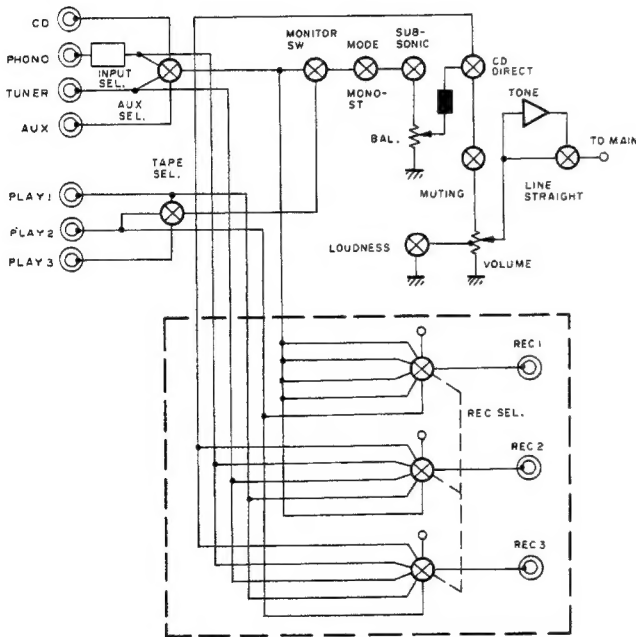 CD
PHONO
INPUT
SEL.
TUNER
AUX
SEL.
AUX
MONITOR
SW
MODE
MONO-
ST
SUB-
SONIC
CD
DIRECT
BAL.
TONE
TO MAIN
LINE
STRAIGHT
MUTING
LOUDNESS
VOLUME
TAPE
SEL.
PLAY 1
PLAY 2
PLAY 3
REC 1
REC SEL.
REC 2
REC 3